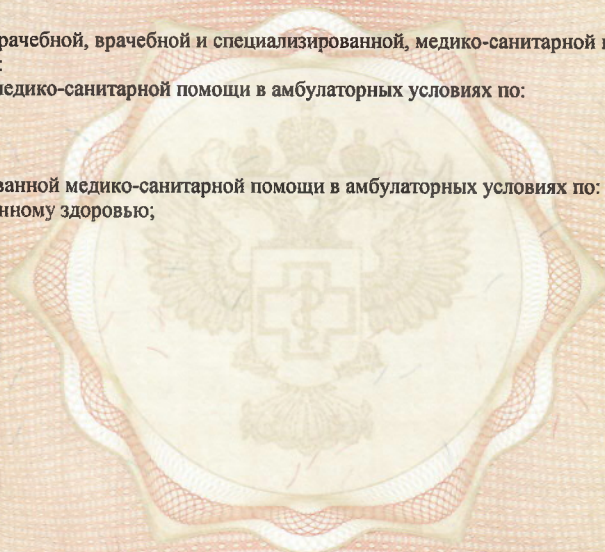 рачебной, врачебной и специализированной, медико-санитарной
:
медико-санитарной помощи в амбулаторных условиях по:
ванной медико-санитарной помощи в амбулаторных условиях по:
нному здоровью;